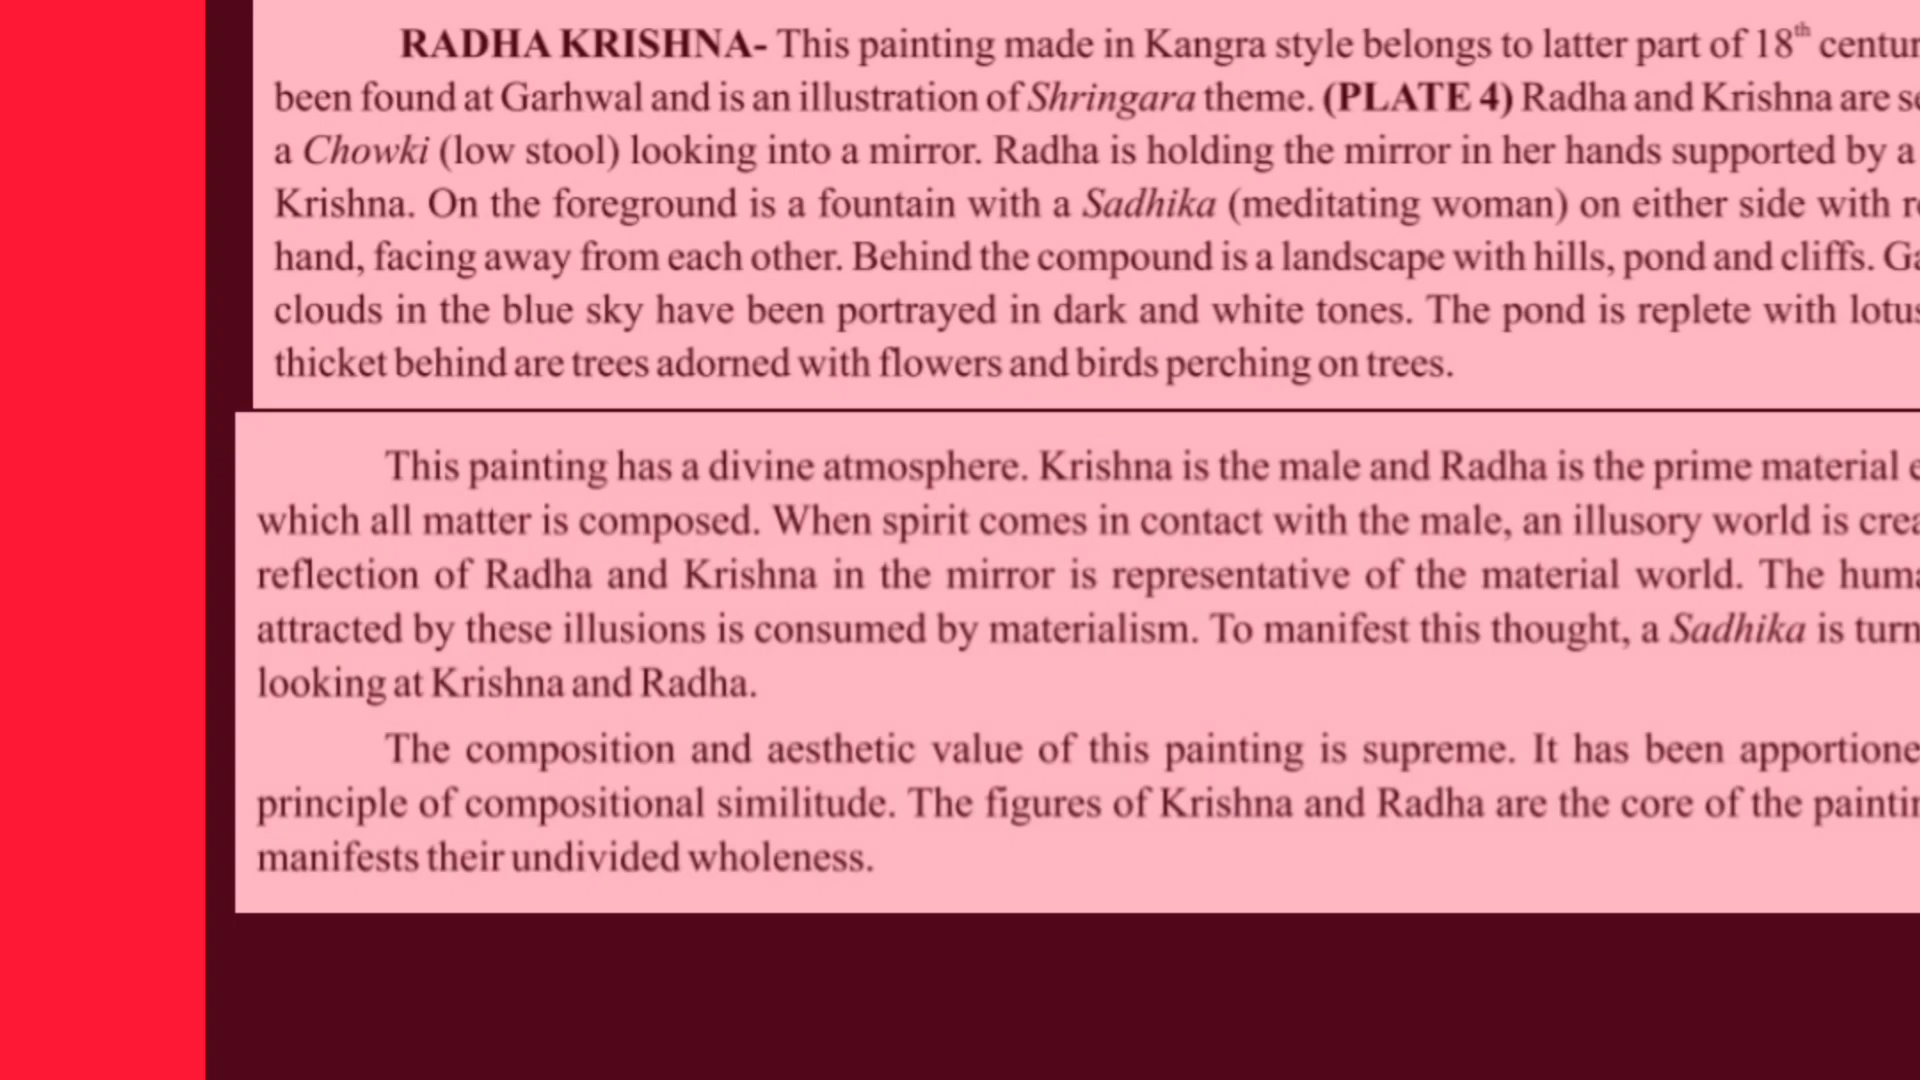 RADHA KRISHNA- This painting made in Kangra style belongs to latter part of 18th
been found at Garhwal and is an illustration of Shringara theme. (PLATE 4) Radha and Krishna are
a Chowki (low stool) looking into a mirror. Radha is holding the mirror in her hands supported by a
Krishna. On the foreground is a fountain with a Sadhika (meditating woman) on either side with
hand, facing away from each other. Behind the compound is a landscape with hills, pond and cliffs.
clouds in the blue sky have been portrayed in dark and white tones. The pond is replete with
thicket behind are trees adorned with flowers and birds perching on trees.
This painting has a divine atmosphere. Krishna is the male and Radha is the prime material
which all matter is composed. When spirit comes in contact with the male, an illusory world is
reflection of Radha and Krishna in the mirror is representative of the material world. The
attracted by these illusions is consumed by materialism. To manifest this thought, a Sadhika is
looking at Krishna and Radha.
The composition and aesthetic value of this painting is supreme. It has been
principle of compositional similitude. The figures of Krishna and Radha are the core of the
manifests their undivided wholeness.